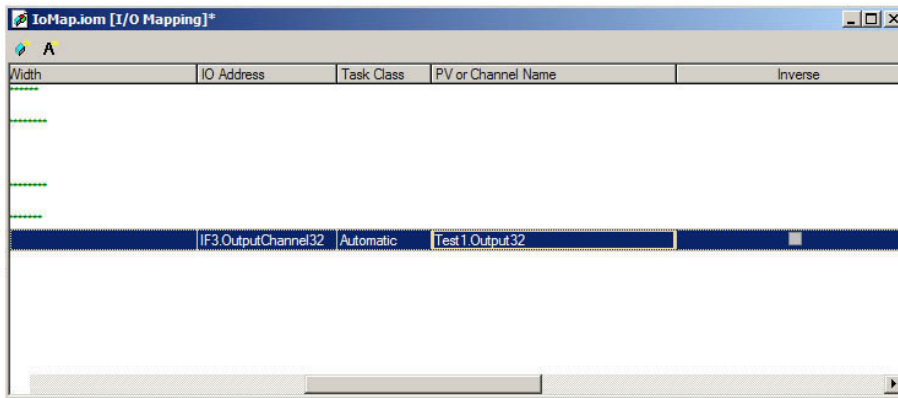 IoMap.iom [I/O Mapping]*
A
Width IO Address Task Class PV or Channel Name Inverse
******
********
********
*******
IF3.OutputChannel32 Automatic Test1.Output32